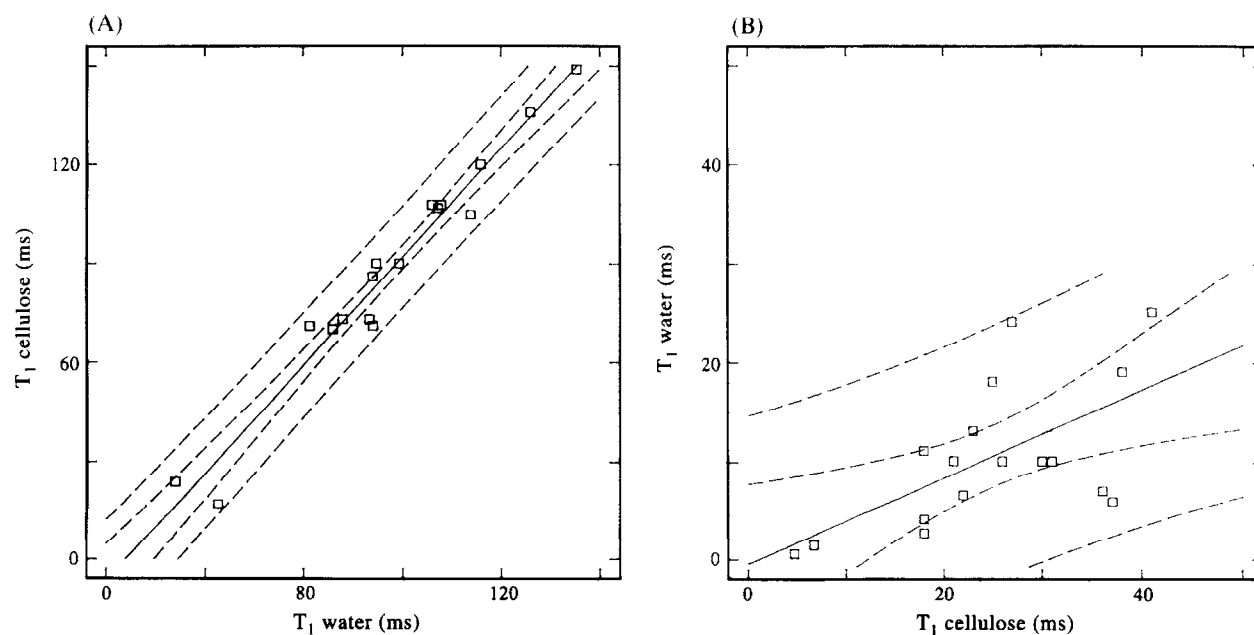 (A)
T₁ cellulose (ms)
120
60
0
0 80 120
T₁ water (ms)
(B)
T₁ water (ms)
40
20
0
0 20 40
T₁ cellulose (ms)